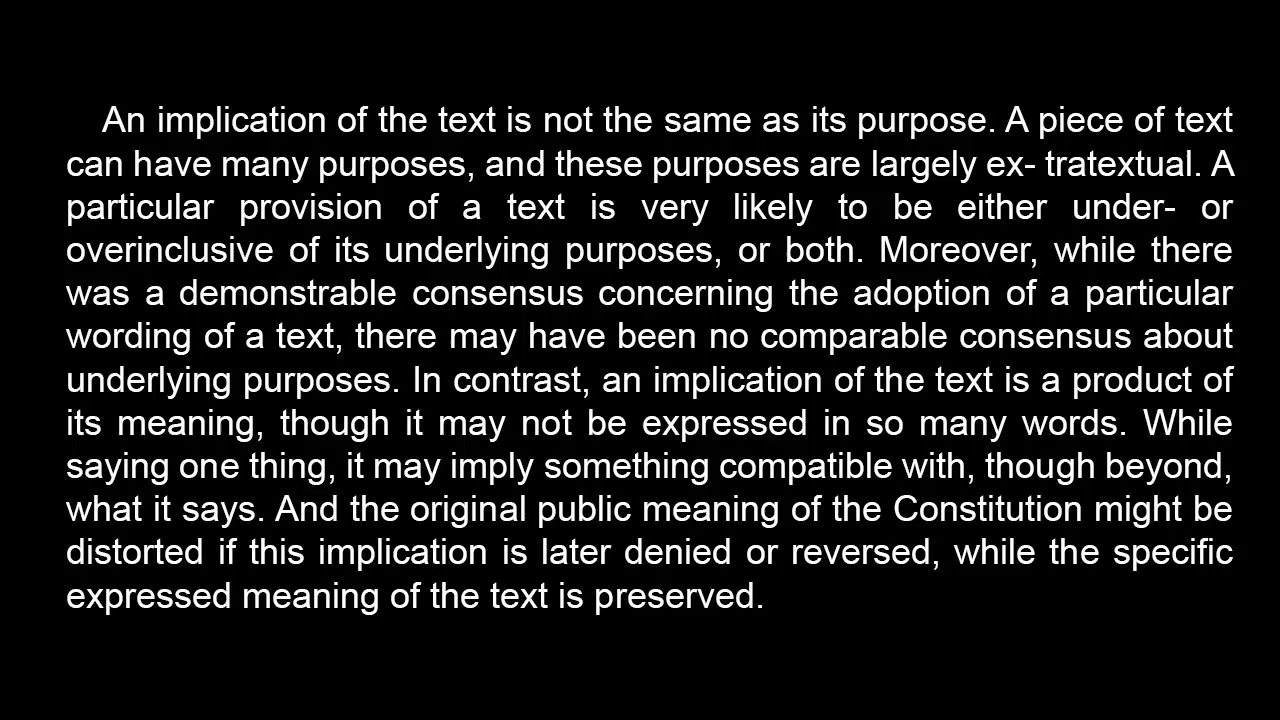 An implication of the text is not the same as its purpose. A piece of text
can have many purposes, and these purposes are largely ex- tratextual. A
particular provision of a text is very likely to be either under- or
overinclusive of its underlying purposes, or both. Moreover, while there
was a demonstrable consensus concerning the adoption of a particular
wording of a text, there may have been no comparable consensus about
underlying purposes. In contrast, an implication of the text is a product of
its meaning, though it may not be expressed in so many words. While
saying one thing, it may imply something compatible with, though beyond,
what it says. And the original public meaning of the Constitution might be
distorted if this implication is later denied or reversed, while the specific
expressed meaning of the text is preserved.